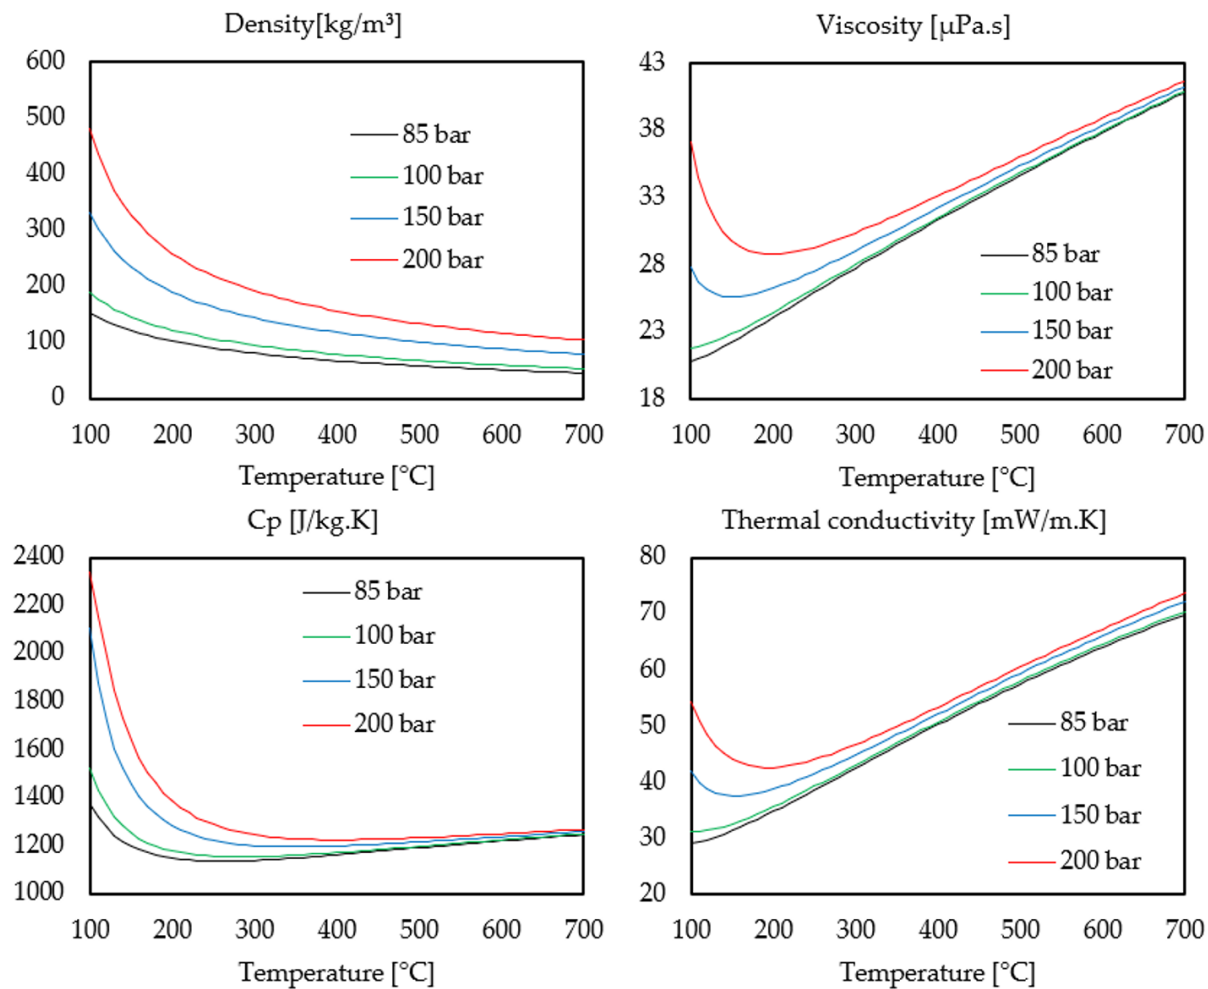 Density[kg/m³]
600
500
400
300
200
100
0
85 bar
100 bar
150 bar
200 bar
100 200 300 400 500 600 700
Temperature [°C]
Viscosity [µPa.s]
43
38
33
28
23
18
85 bar
100 bar
150 bar
200 bar
100 200 300 400 500 600 700
Temperature [°C]
Cp [J/kg.K]
2400
2200
2000
1800
1600
1400
1200
1000
85 bar
100 bar
150 bar
200 bar
100 200 300 400 500 600 700
Temperature [°C]
Thermal conductivity [mW/m.K]
80
70
60
50
40
30
20
85 bar
100 bar
150 bar
200 bar
100 200 300 400 500 600 700
Temperature [°C]